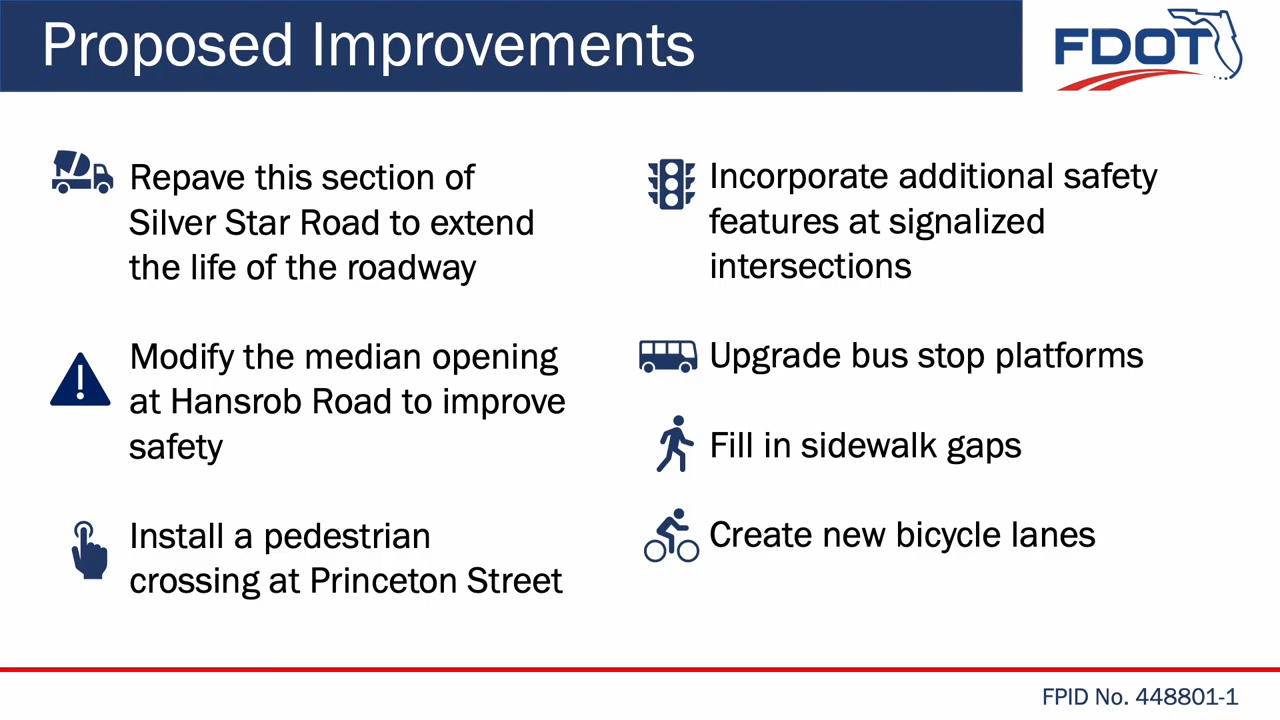 Proposed Improvements
FDOT
Repave this section of
Silver Star Road to extend
the life of the roadway
Modify the median opening
at Hansrob Road to improve
safety
Install a pedestrian
crossing at Princeton Street
Incorporate additional safety
features at signalized
intersections
Upgrade bus stop platforms
Fill in sidewalk gaps
Create new bicycle lanes
FPID No. 448801-1